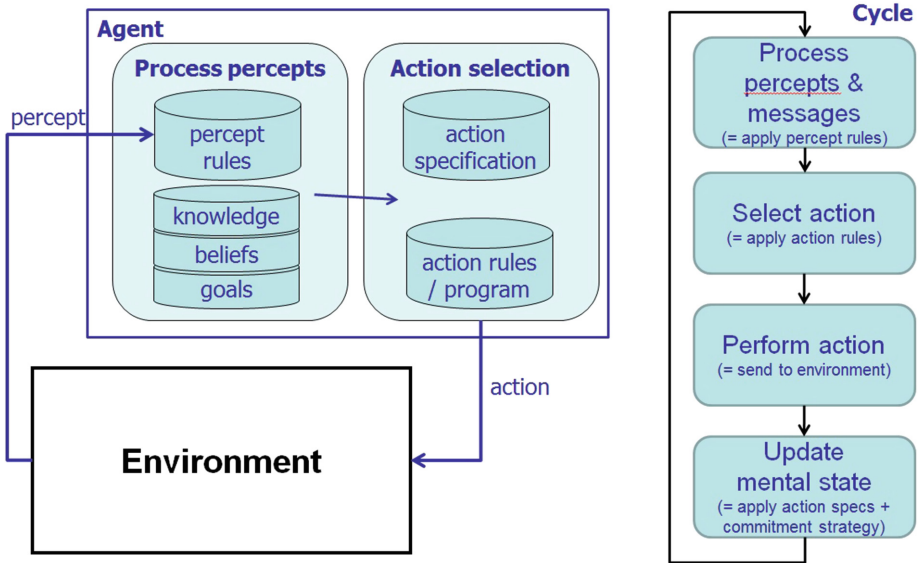 Agent
Process percepts
percept
rules
knowledge
beliefs
goals
Action selection
action
specification
action rules
/ program
percept
action
Environment
Cycle
Process
percepts &
messages
(= apply percept rules)
Select action
(= apply action rules)
Perform action
(= send to environment)
Update
mental state
(= apply action specs +
commitment strategy)